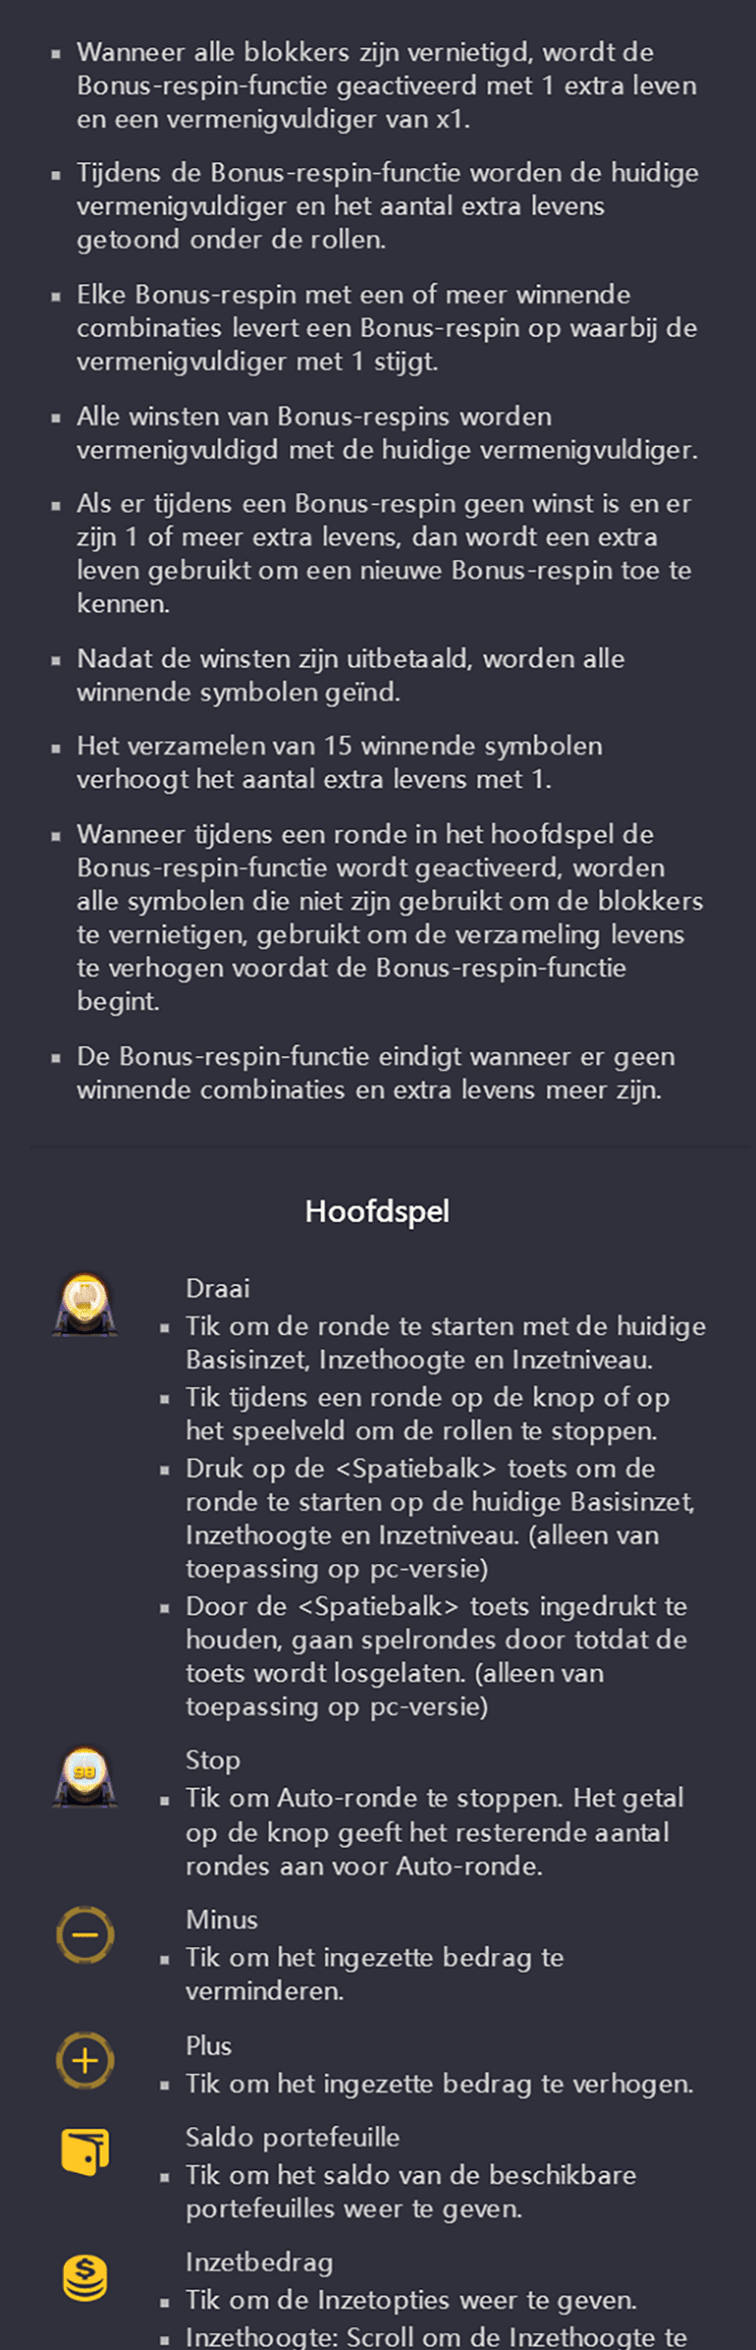 Wanneer alle blokkers zijn vernietigd, wordt de
Bonus-respin-functie geactiveerd met 1 extra leven
en een vermenigvuldiger van x1.
Tijdens de Bonus-respin-functie worden de huidige
vermenigvuldiger en het aantal extra levens
getoond onder de rollen.
Elke Bonus-respin met een of meer winnende
combinaties levert een Bonus-respin op waarbij de
vermenigvuldiger met 1 stijgt.
Alle winsten van Bonus-respins worden
vermenigvuldigd met de huidige vermenigvuldiger.
Als er tijdens een Bonus-respin geen winst is en er
zijn 1 of meer extra levens, dan wordt een extra
leven gebruikt om een nieuwe Bonus-respin toe te
kennen.
Nadat de winsten zijn uitbetaald, worden alle
winnende symbolen geïnd.
Het verzamelen van 15 winnende symbolen
verhoogt het aantal extra levens met 1.
Wanneer tijdens een ronde in het hoofdspel de
Bonus-respin-functie wordt geactiveerd, worden
alle symbolen die niet zijn gebruikt om de blokkers
te vernietigen, gebruikt om de verzameling levens
te verhogen voordat de Bonus-respin-functie
begint.
De Bonus-respin-functie eindigt wanneer er geen
winnende combinaties en extra levens meer zijn.
Hoofdspel
Draai
Tik om de ronde te starten met de huidige
Basisinzet, Inzethoogte en Inzetniveau.
Tik tijdens een ronde op de knop of op
het speelveld om de rollen te stoppen.
Druk op de <Spatiebalk> toets om de
ronde te starten op de huidige Basisinzet,
Inzethoogte en Inzetniveau. (alleen van
toepassing op pc-versie)
Door de <Spatiebalk> toets ingedrukt te
houden, gaan spelrondes door totdat de
toets wordt losgelaten. (alleen van
toepassing op pc-versie)
98
Stop
Tik om Auto-ronde te stoppen. Het getal
op de knop geeft het resterende aantal
rondes aan voor Auto-ronde.
Minus
Tik om het ingezette bedrag te
verminderen.
Plus
Tik om het ingezette bedrag te verhogen.
Saldo portefeuille
Tik om het saldo van de beschikbare
portefeuilles weer te geven.
Inzetbedrag
Tik om de Inzetopties weer te geven.
Inzethoogte: Scroll om de Inzethoogte te